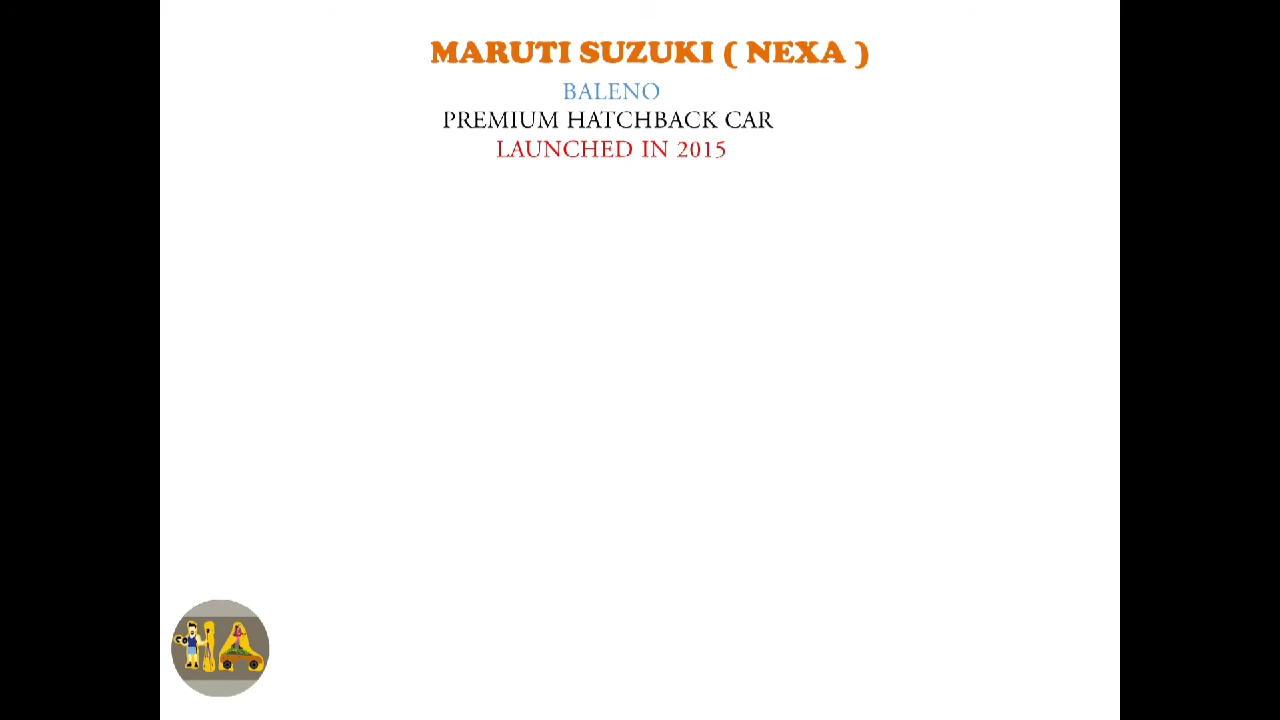 MARUTI SUZUKI ( NEXA )
BALENO
PREMIUM HATCHBACK CAR
LAUNCHED IN 2015